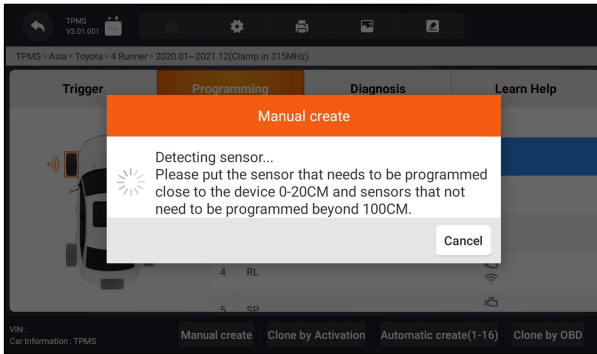 TPMS
V3.01.001
TPMS > Asia > Toyota > 4 Runner > 2020.01~2021.12(Clamp in 315MHz)
Trigger
Programming
Diagnosis
Learn Help
Manual create
Detecting sensor...
Please put the sensor that needs to be programmed
close to the device 0-20CM and sensors that not
need to be programmed beyond 100CM.
Cancel
4 RL
5 SP
VIN :
Car Information : TPMS
Manual create
Clone by Activation
Automatic create(1-16)
Clone by OBD